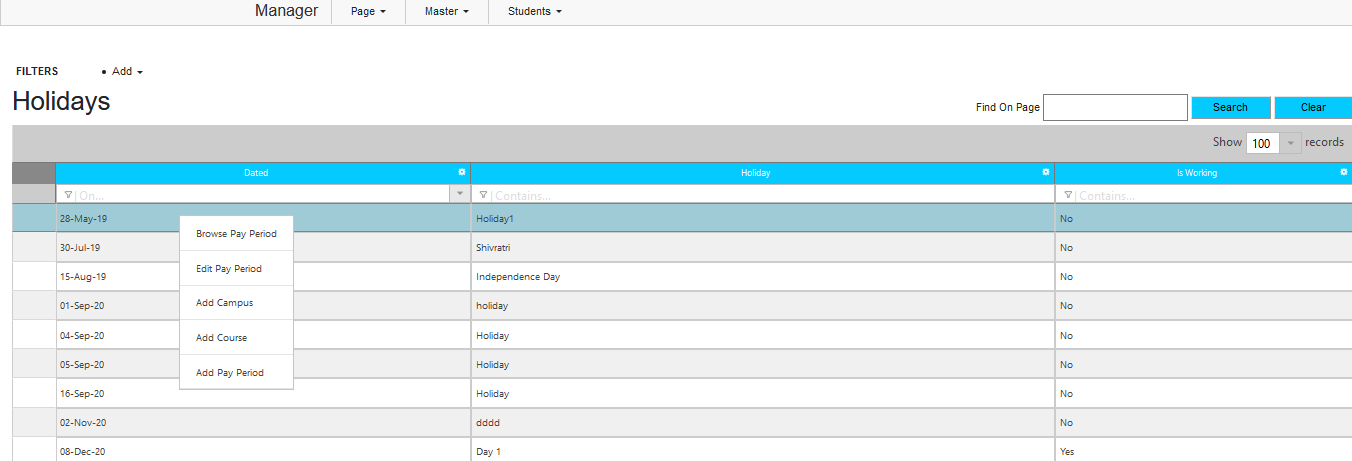 Manager Page Master Students
FILTERS • Add
Holidays
Find On Page Search Clear
Show 100 records
Dated Holiday Is Working
On... Contains... Contains...
28-May-19 Holiday1 No
Browse Pay Period
30-Jul-19 Shivratri No
Edit Pay Period
15-Aug-19 Independence Day No
Add Campus
01-Sep-20 holiday No
04-Sep-20 Holiday No
Add Course
05-Sep-20 Holiday No
Add Pay Period
16-Sep-20 Holiday No
02-Nov-20 dddd No
08-Dec-20 Day 1 Yes